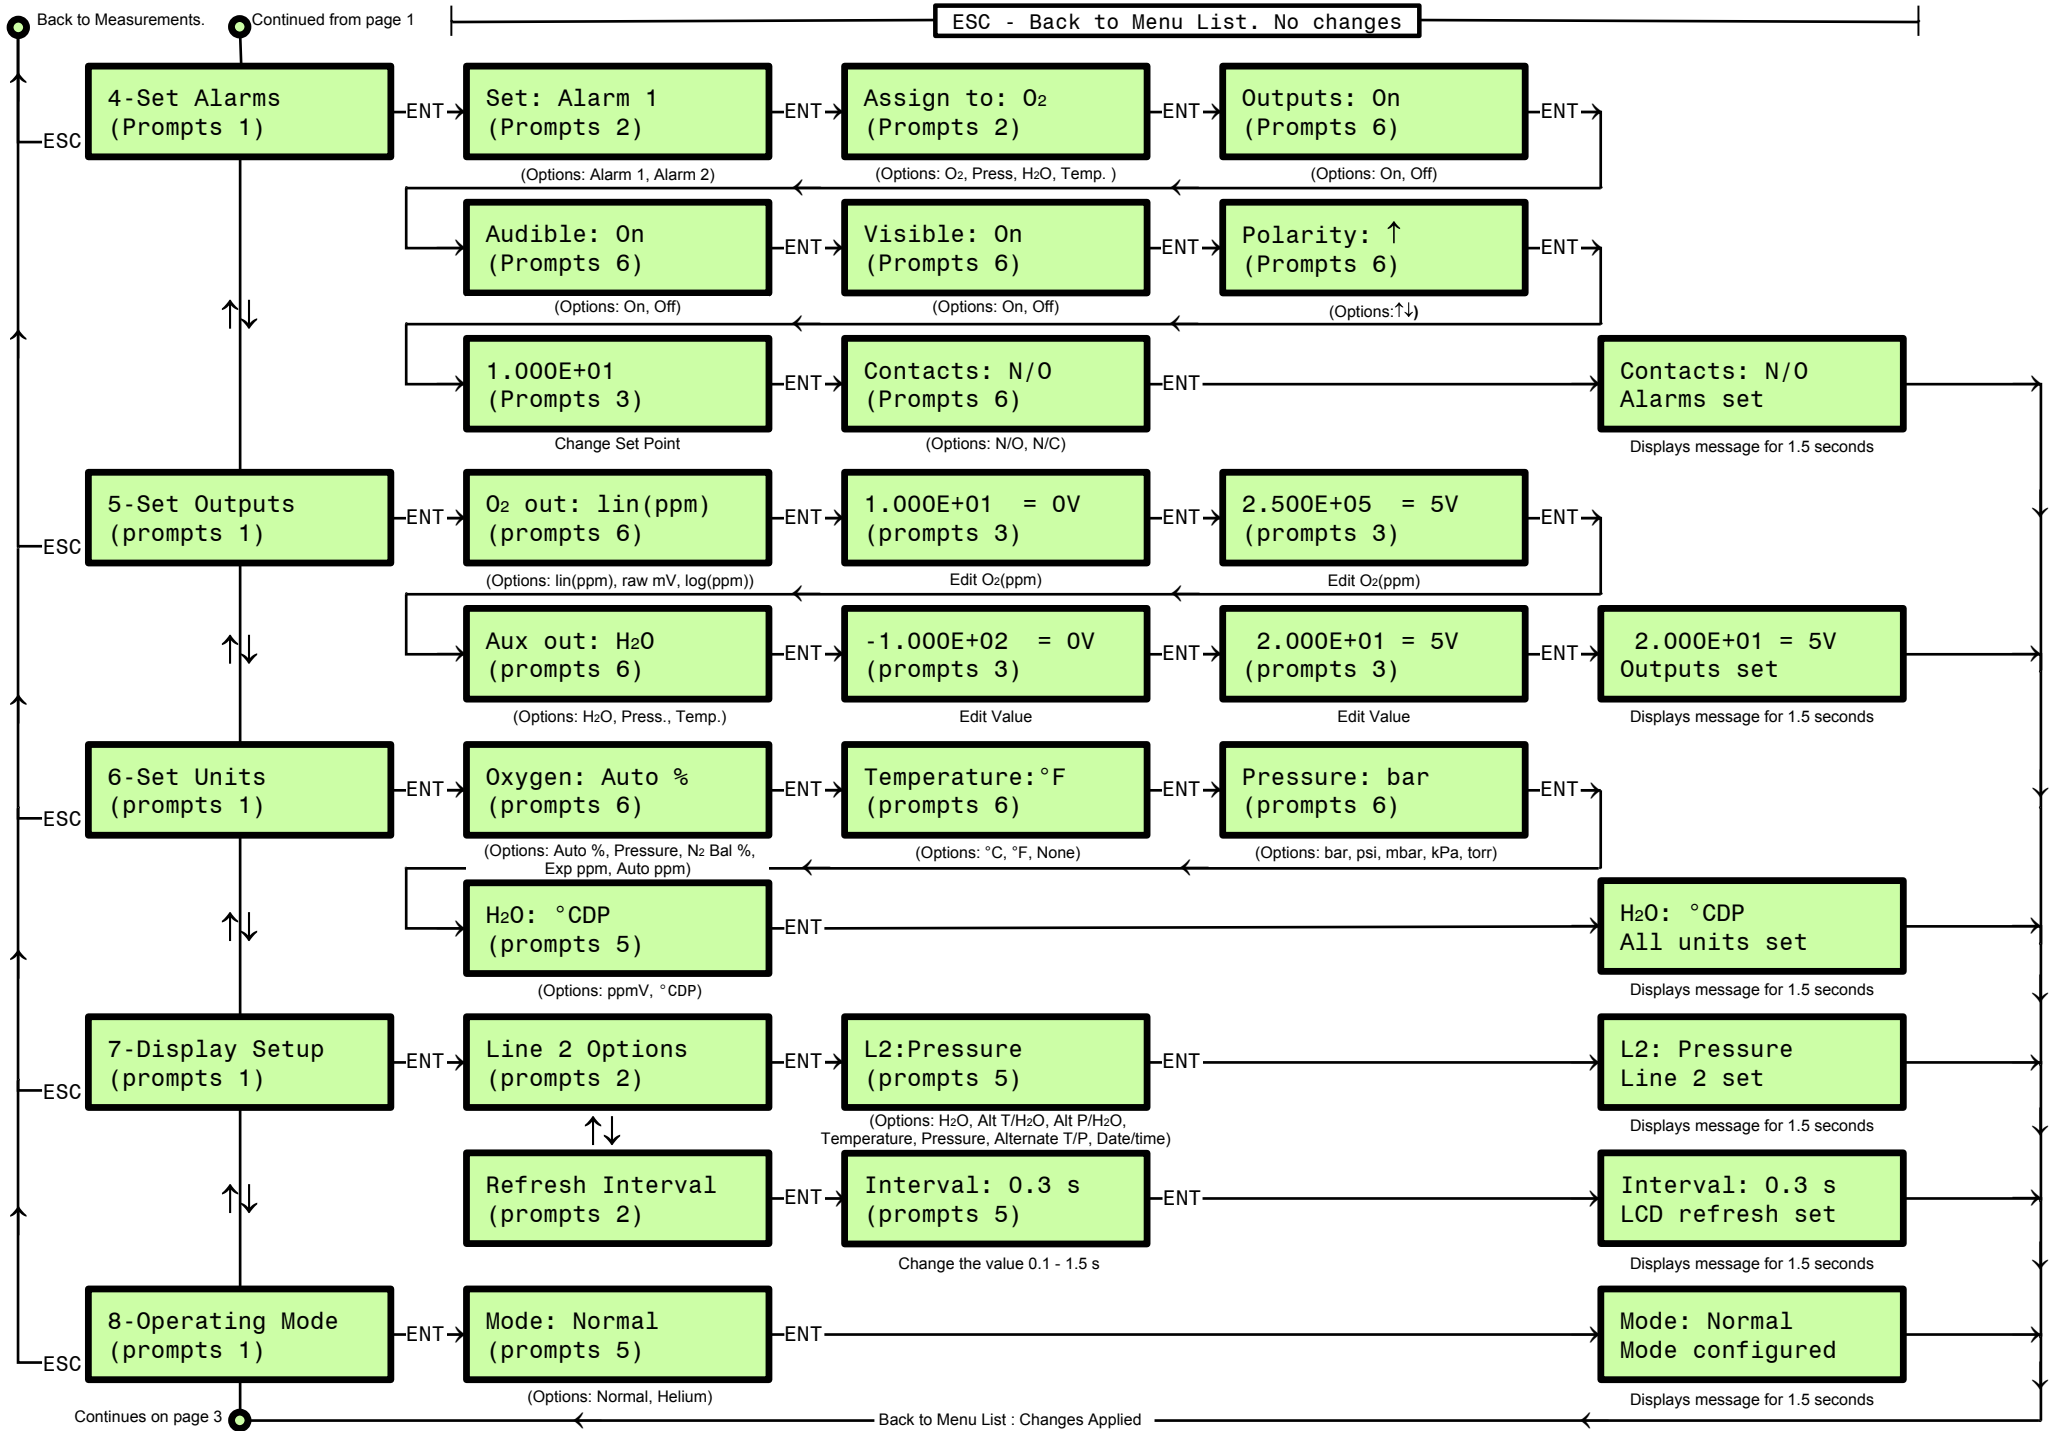 Back to Measurements.
Continued from page 1
ESC - Back to Menu List. No changes
4-Set Alarms
(Prompts 1)
ESC
ENT
Set: Alarm 1
(Prompts 2)
(Options: Alarm 1, Alarm 2)
ENT
Assign to: O2
(Prompts 2)
(Options: O2, Press, H2O, Temp. )
ENT
Outputs: On
(Prompts 6)
(Options: On, Off)
ENT
Audible: On
(Prompts 6)
(Options: On, Off)
ENT
Visible: On
(Prompts 6)
(Options: On, Off)
ENT
Polarity: ↑
(Prompts 6)
(Options:↑↓)
ENT
↑↓
1.000E+01
(Prompts 3)
Change Set Point
ENT
Contacts: N/O
(Prompts 6)
(Options: N/O, N/C)
ENT
Contacts: N/O
Alarms set
Displays message for 1.5 seconds
5-Set Outputs
(prompts 1)
ESC
ENT
O2 out: lin(ppm)
(prompts 6)
(Options: lin(ppm), raw mV, log(ppm))
ENT
1.000E+01 = 0V
(prompts 3)
Edit O2(ppm)
ENT
2.500E+05 = 5V
(prompts 3)
Edit O2(ppm)
ENT
↑↓
Aux out: H2O
(prompts 6)
(Options: H2O, Press., Temp.)
ENT
-1.000E+02 = 0V
(prompts 3)
Edit Value
ENT
2.000E+01 = 5V
(prompts 3)
Edit Value
ENT
2.000E+01 = 5V
Outputs set
Displays message for 1.5 seconds
6-Set Units
(prompts 1)
ESC
ENT
Oxygen: Auto %
(prompts 6)
(Options: Auto %, Pressure, N2 Bal %,
Exp ppm, Auto ppm)
ENT
Temperature:°F
(prompts 6)
(Options: °C, °F, None)
ENT
Pressure: bar
(prompts 6)
(Options: bar, psi, mbar, kPa, torr)
ENT
↑↓
H2O: °CDP
(prompts 5)
(Options: ppmV, °CDP)
ENT
H2O: °CDP
All units set
Displays message for 1.5 seconds
7-Display Setup
(prompts 1)
ESC
ENT
Line 2 Options
(prompts 2)
ENT
L2:Pressure
(prompts 5)
(Options: H2O, Alt T/H2O, Alt P/H2O,
Temperature, Pressure, Alternate T/P, Date/time)
ENT
L2: Pressure
Line 2 set
Displays message for 1.5 seconds
↑↓
↑↓
Refresh Interval
(prompts 2)
ENT
Interval: 0.3 s
(prompts 5)
Change the value 0.1 - 1.5 s
ENT
Interval: 0.3 s
LCD refresh set
Displays message for 1.5 seconds
8-Operating Mode
(prompts 1)
ESC
ENT
Mode: Normal
(prompts 5)
(Options: Normal, Helium)
ENT
Mode: Normal
Mode configured
Displays message for 1.5 seconds
Continues on page 3
Back to Menu List : Changes Applied